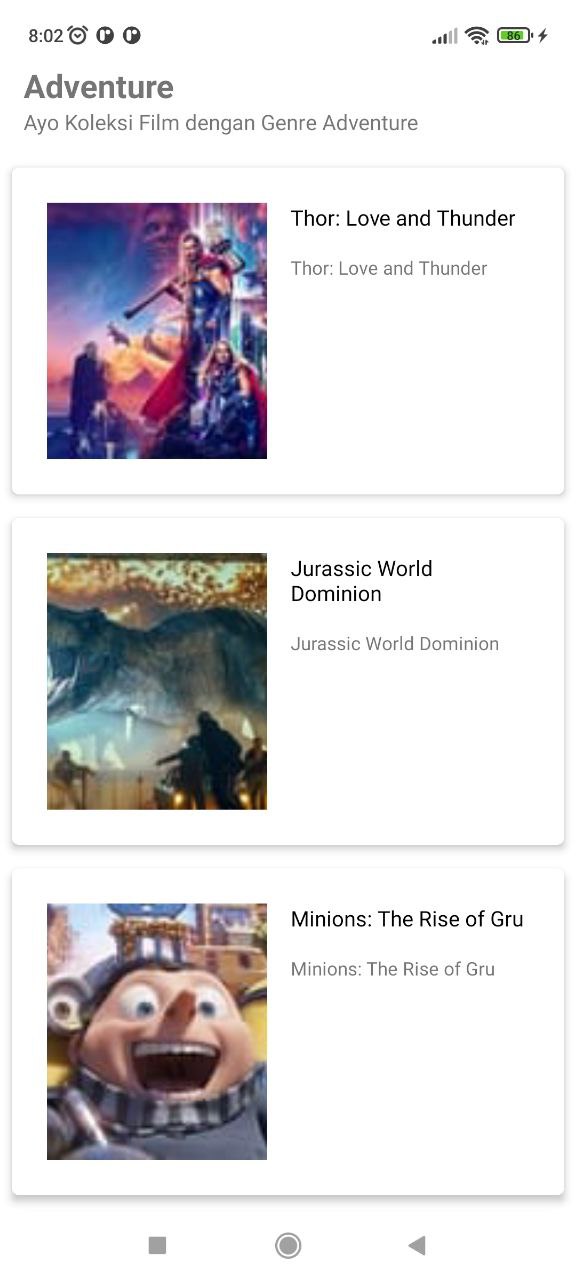 8:02
86
Adventure
Ayo Koleksi Film dengan Genre Adventure
Thor: Love and Thunder
Thor: Love and Thunder
Jurassic World
Dominion
Jurassic World Dominion
Minions: The Rise of Gru
Minions: The Rise of Gru